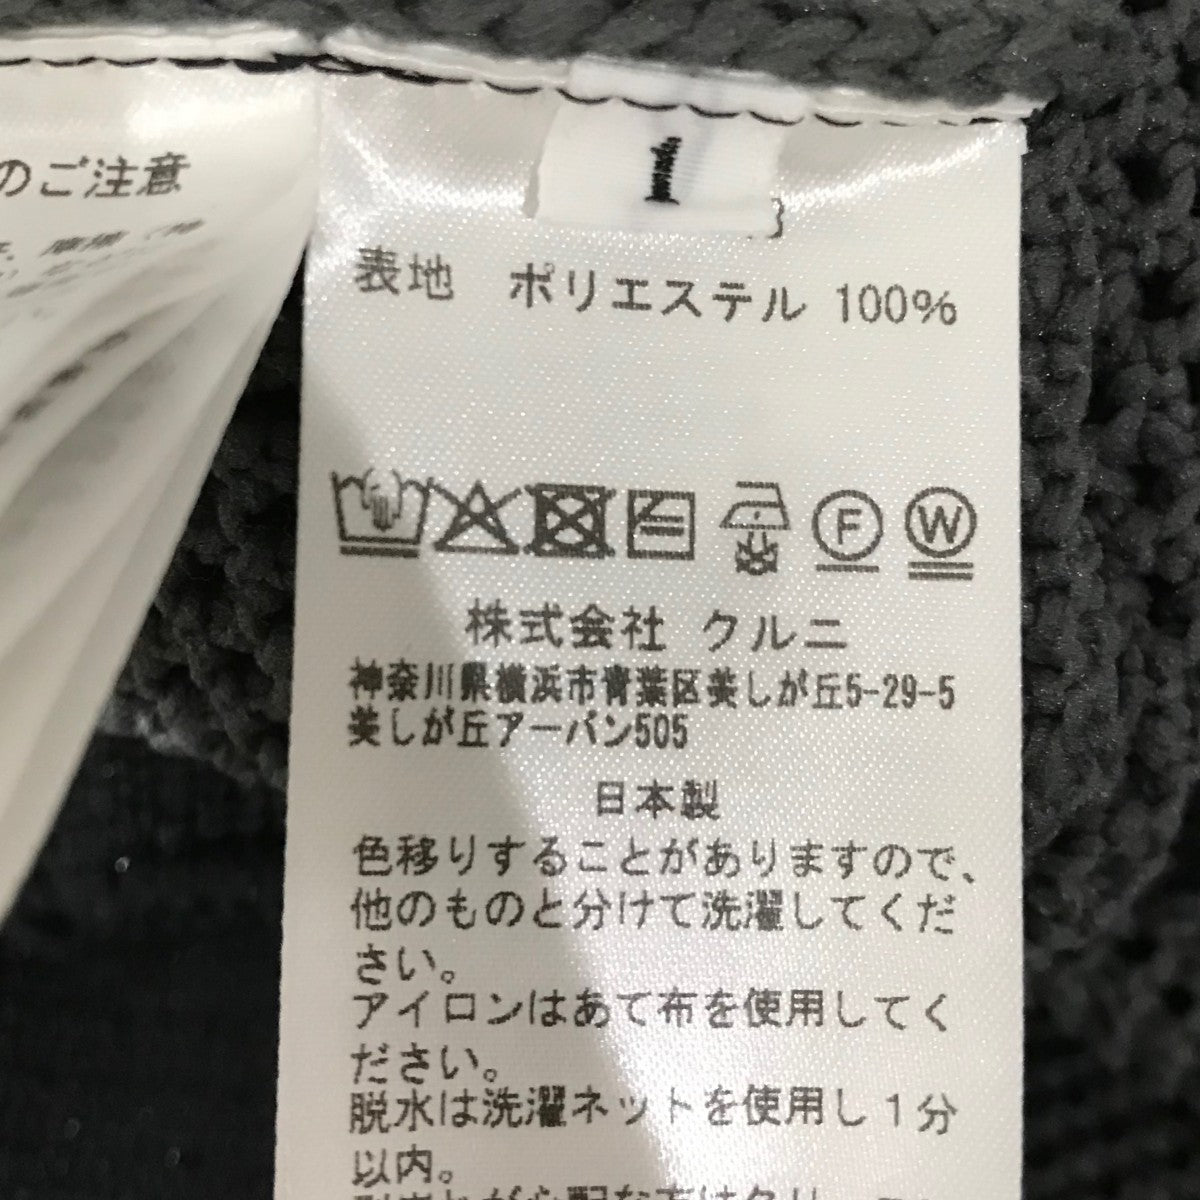 のご注意
1
表地 ポリエステル 100%
F
W
株式会社 クルニ
神奈川県横浜市青葉区美しが丘5-29-5
美しが丘アーバン505
日本製
色移りすることがありますので、
他のものと分けて洗濯してくだ
さい。
アイロンはあて布を使用してく
ださい。
脱水は洗濯ネットを使用し1分
以内。